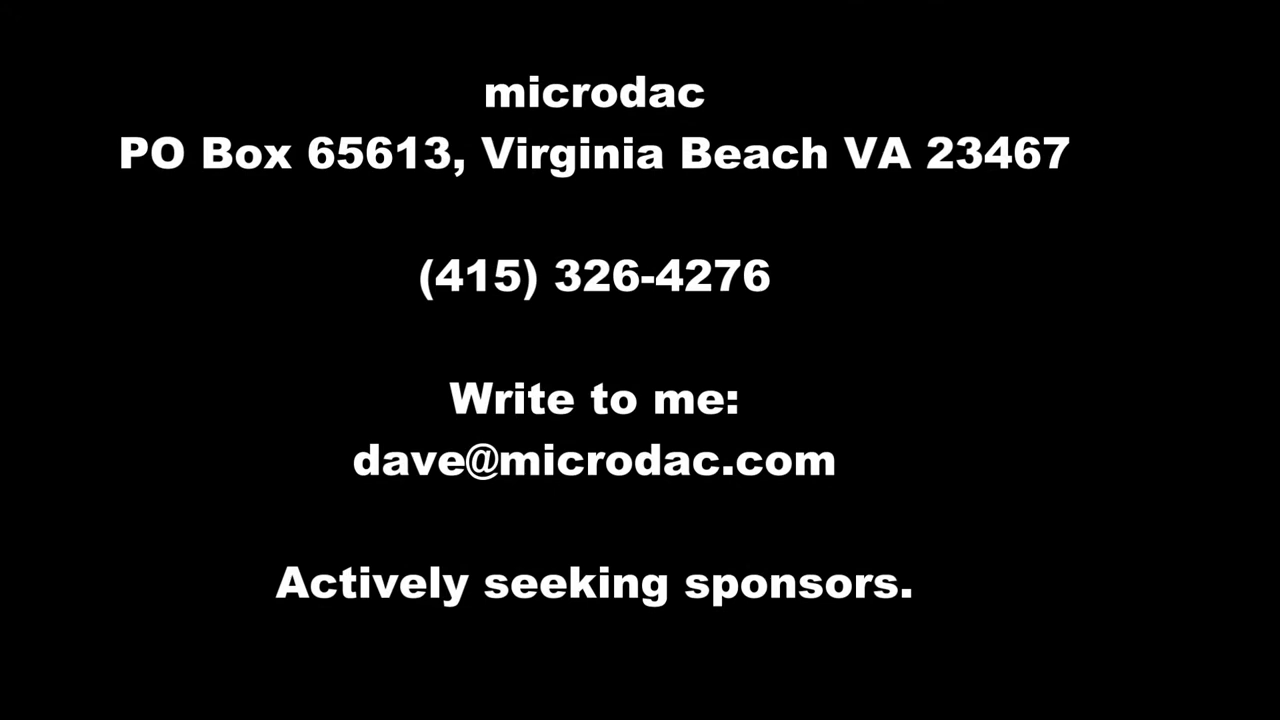 microdac
PO Box 65613, Virginia Beach VA 23467
(415) 326-4276
Write to me:
dave@microdac.com
Actively seeking sponsors.